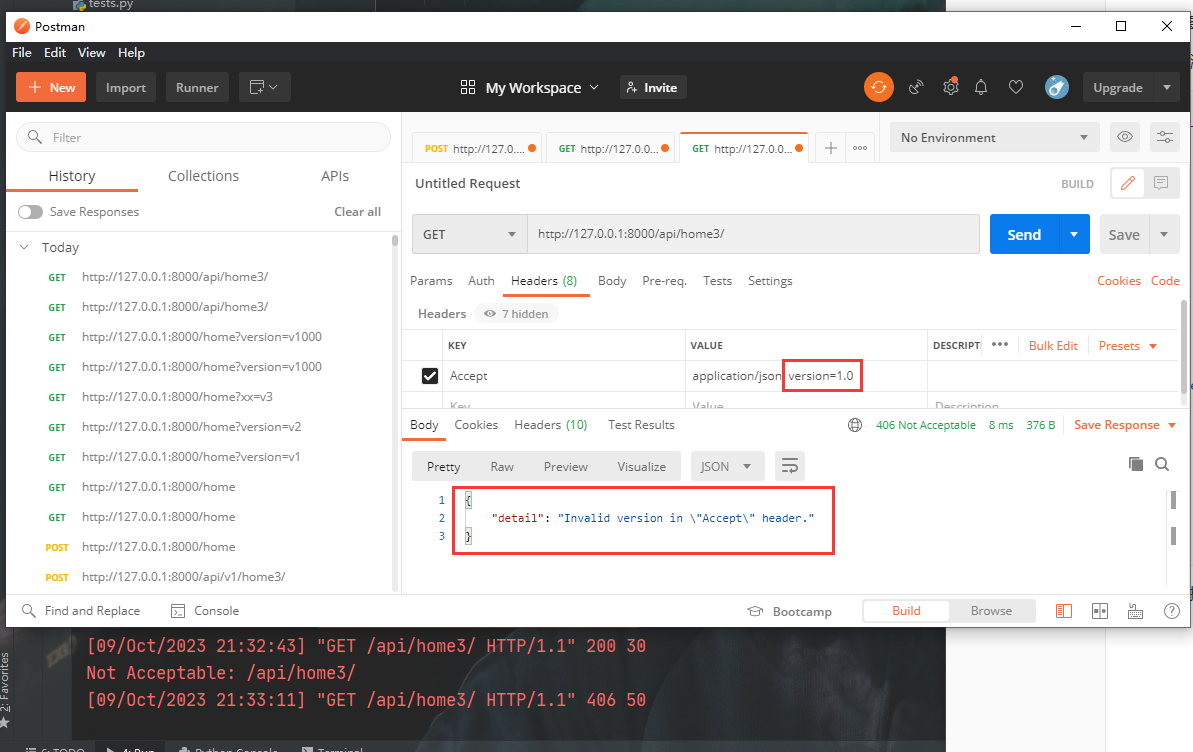 tests.py
Postman
File Edit View Help
New Import Runner My Workspace Invite Upgrade
Filter
History Collections APIs
Save Responses Clear all
Today
GET http://127.0.0.1:8000/api/home3/
GET http://127.0.0.1:8000/api/home3/
GET http://127.0.0.1:8000/home?version=v1000
GET http://127.0.0.1:8000/home?version=v1000
GET http://127.0.0.1:8000/home?xx=v3
GET http://127.0.0.1:8000/home?version=v2
GET http://127.0.0.1:8000/home?version=v1
GET http://127.0.0.1:8000/home
GET http://127.0.0.1:8000/home
POST http://127.0.0.1:8000/home
POST http://127.0.0.1:8000/api/v1/home3/
POST http://127.0.... GET http://127.0.0... GET http://127.0.0... No Environment
Untitled Request BUILD
GET http://127.0.0.1:8000/api/home3/ Send Save
Params Auth Headers (8) Body Pre-req. Tests Settings Cookies Code
Headers 7 hidden
KEY VALUE DESCRIPT Bulk Edit Presets
Accept application/json version=1.0
Key Value Description
Body Cookies Headers (10) Test Results 406 Not Acceptable 8 ms 376 B Save Response
Pretty Raw Preview Visualize JSON
1 {
2 "detail": "Invalid version in \"Accept\" header."
3 }
Find and Replace Console Bootcamp Build Browse
[09/Oct/2023 21:32:43] "GET /api/home3/ HTTP/1.1" 200 30
Not Acceptable: /api/home3/
[09/Oct/2023 21:33:11] "GET /api/home3/ HTTP/1.1" 406 50
2: Favorites
6: TODO 4: Run Python Console Terminal